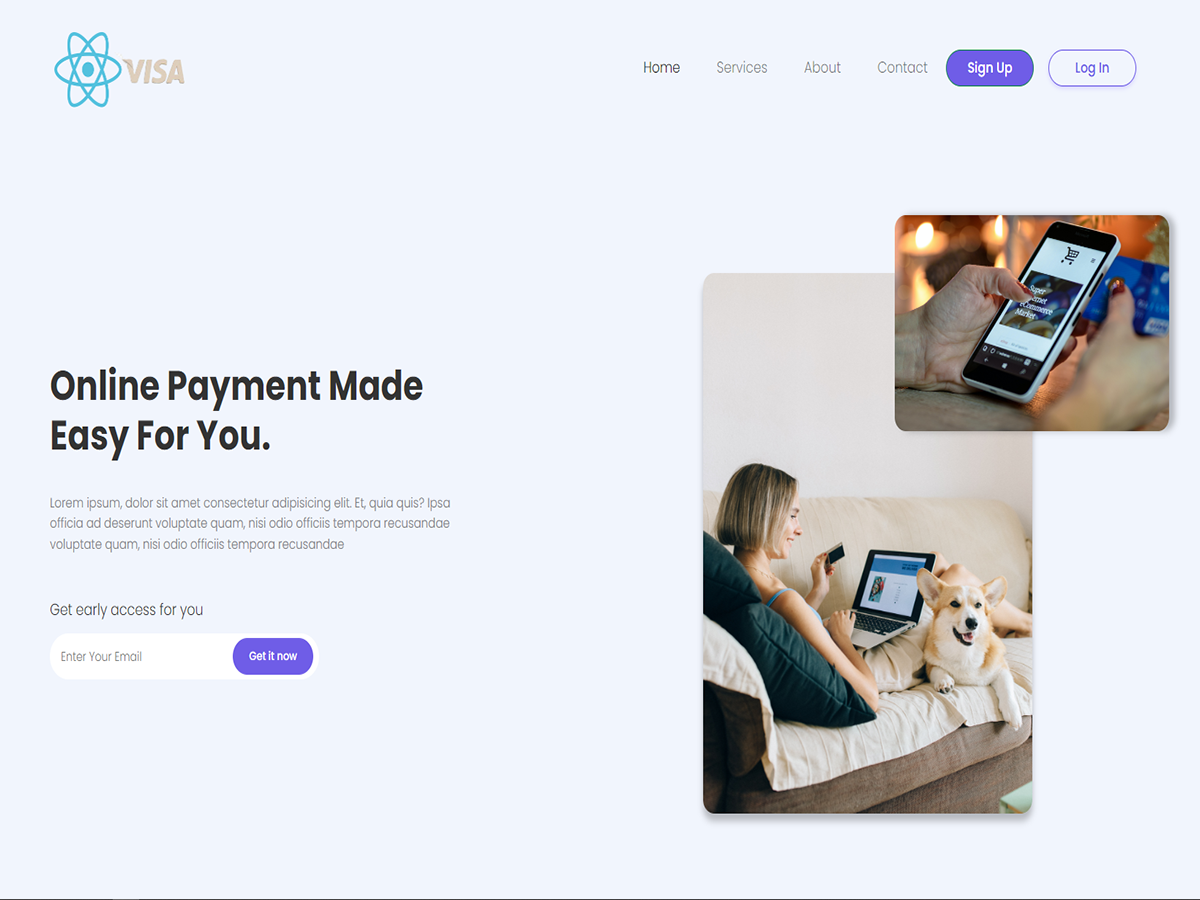 VISA
Home
Services
About
Contact
Sign Up
Log In
Super
eCommerce
Market
Online Payment Made
Easy For You.
Lorem ipsum, dolor sit amet consectetur adipisicing elit. Et, quia quis? Ipsa
officia ad deserunt voluptate quam, nisi odio officiis tempora recusandae
voluptate quam, nisi odio officiis tempora recusandae
Get early access for you
Enter Your Email
Get it now